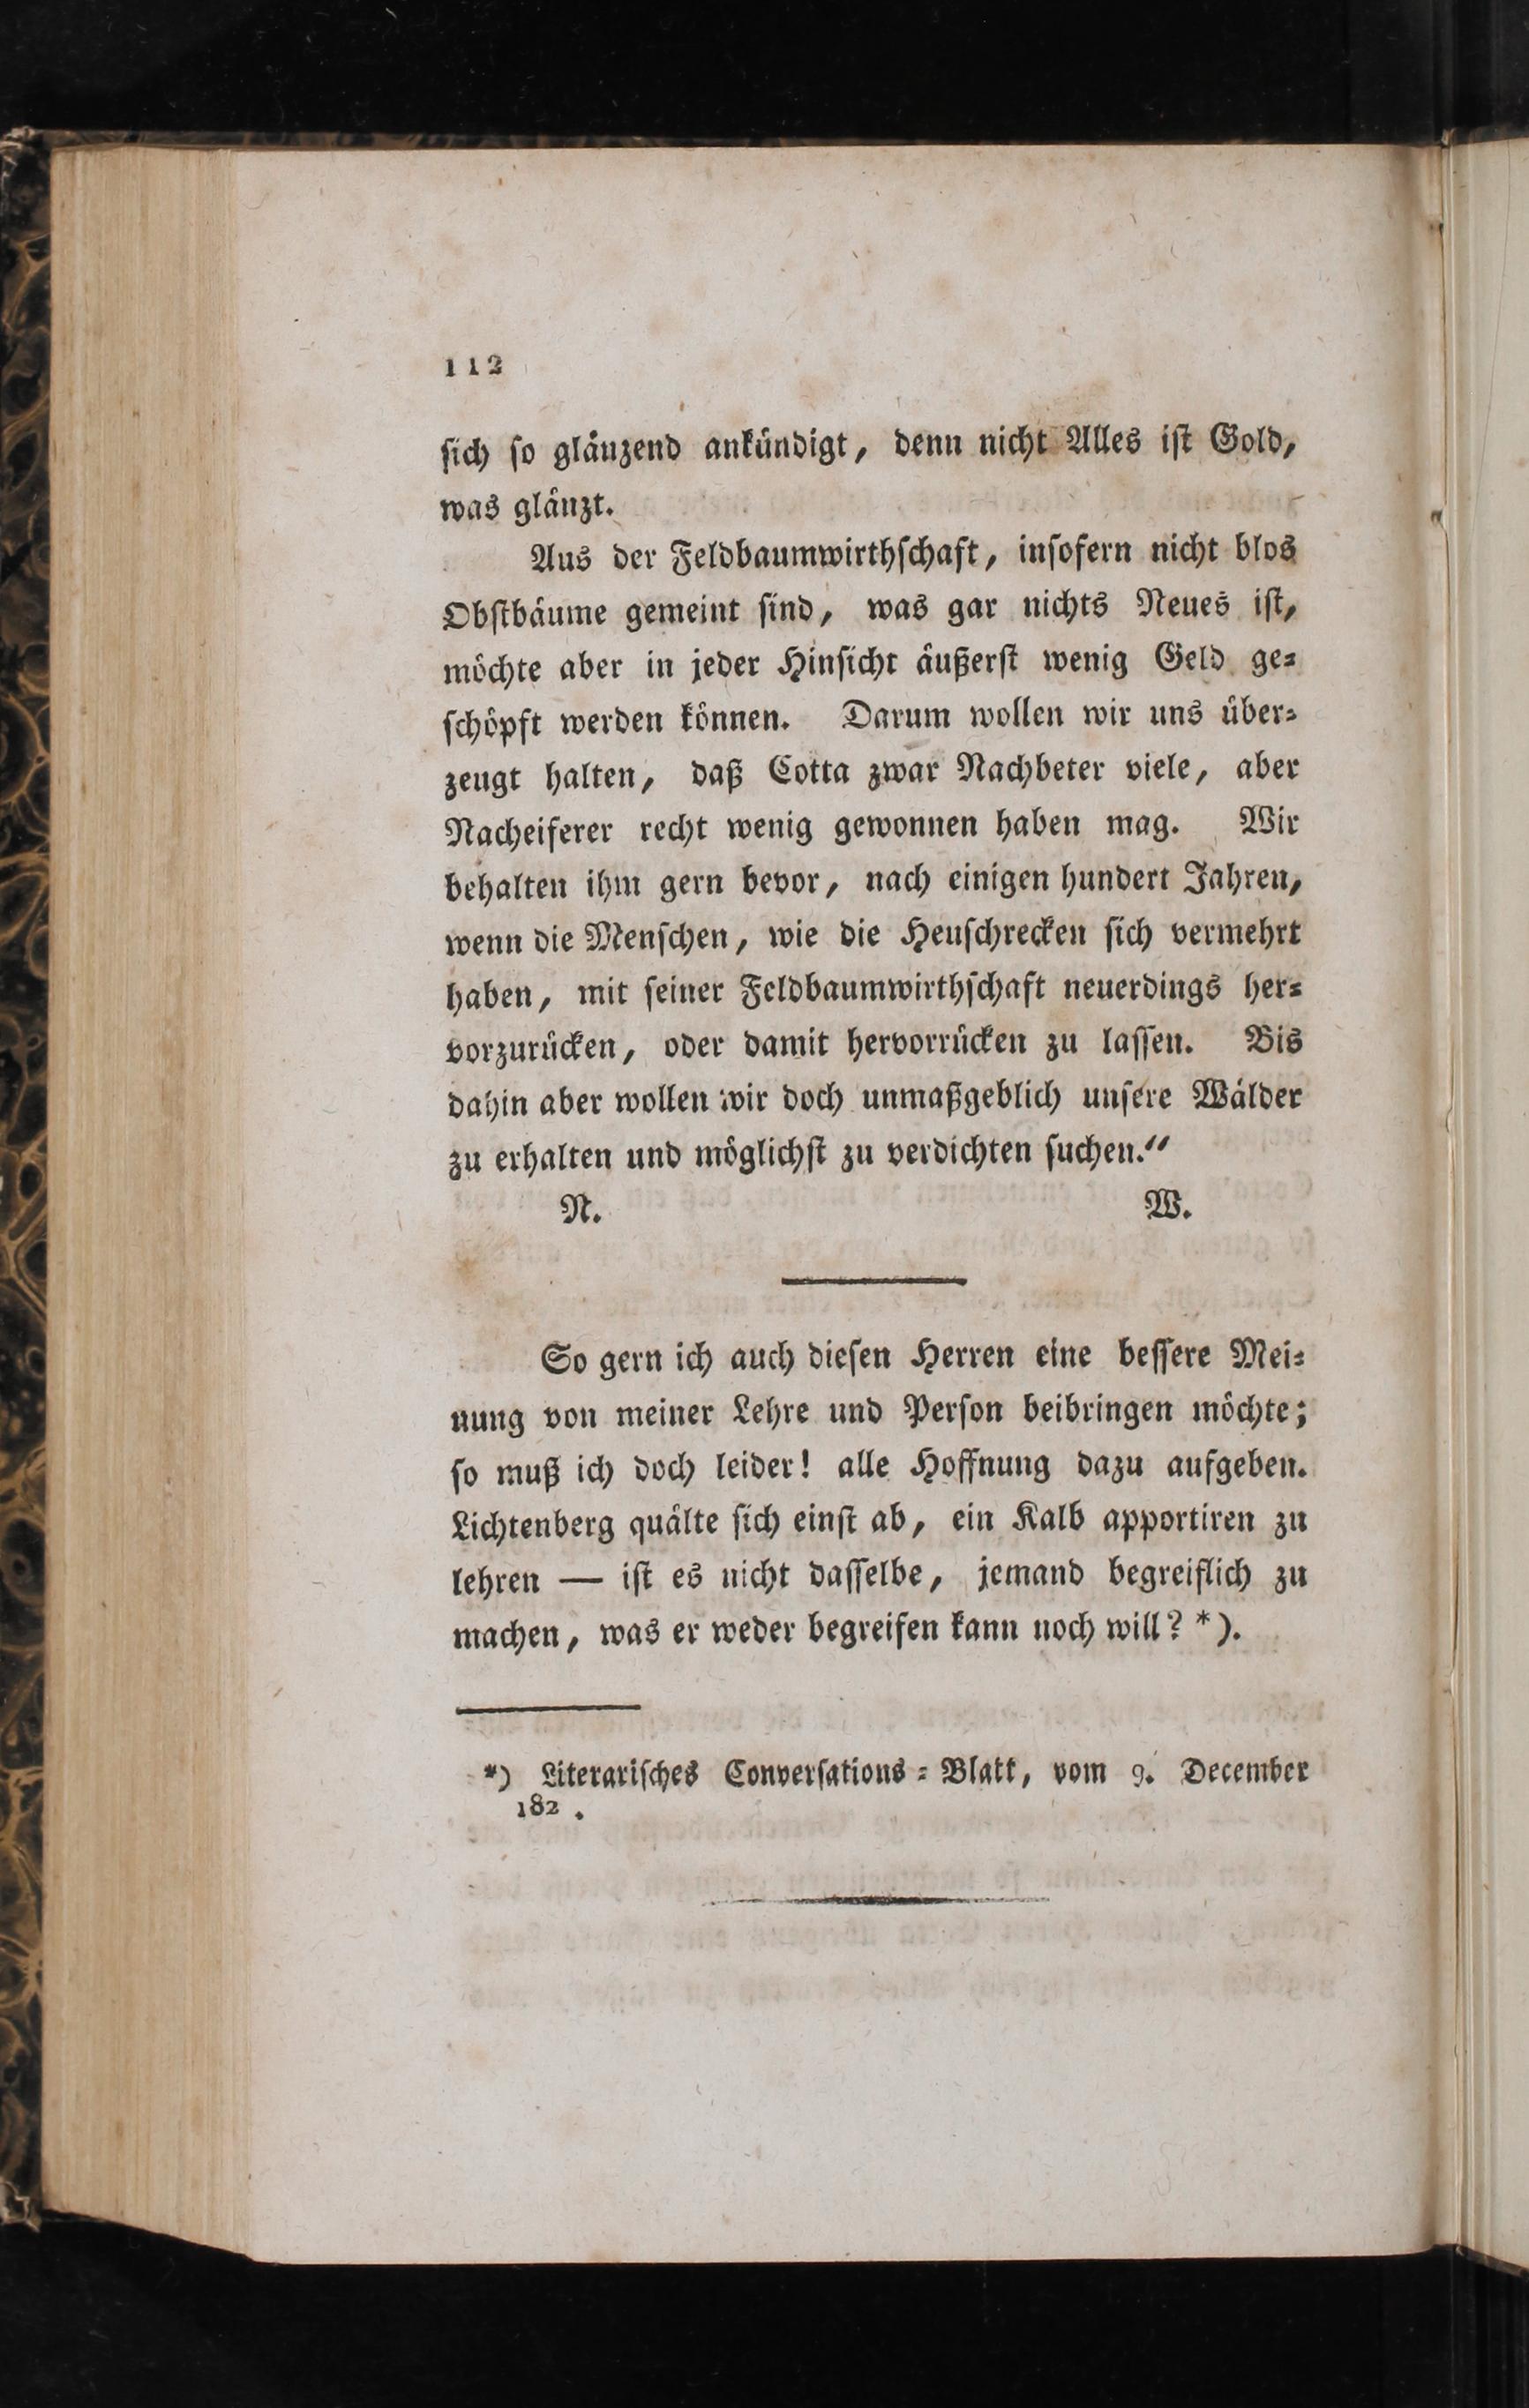 112
ſich ſo glänzend ankündigt, denn nicht Alles iſt Gold,
was glänzt.
Aus der Feldbaumwirthſchaft, inſofern nicht blos
Obſtbäume gemeint ſind, was gar nichts Neues iſt,
möchte aber in jeder Hinſicht äußerſt wenig Geld ge⸗
ſchöpft werden können. Darum wollen wir uns über⸗
zeugt halten, daß Cotta zwar Nachbeter viele, aber
Nacheiferer recht wenig gewonnen haben mag. Wir
behalten ihm gern bevor, nach einigen hundert Jahren,
wenn die Menſchen, wie die Heuſchrecken ſich vermehrt
haben, mit ſeiner Feldbaumwirthſchaft neuerdings her⸗
vorzurücken, oder damit hervorrücken zu laſſen. Bis
dahin aber wollen wir doch unmaßgeblich unſere Wälder
zu erhalten und möglichſt zu verdichten ſuchen.“
N. W.
So gern ich auch dieſen Herren eine beſſere Mei⸗
nung von meiner Lehre und Perſon beibringen möchte;
ſo muß ich doch leider! alle Hoffnung dazu aufgeben.
Lichtenberg quälte ſich einſt ab, ein Kalb apportiren zu
lehren — iſt es nicht daſſelbe, jemand begreiflich zu
machen, was er weder begreifen kann noch will? *).
*) Literariſches Converſations⸗Blatt, vom 9. December
182 .